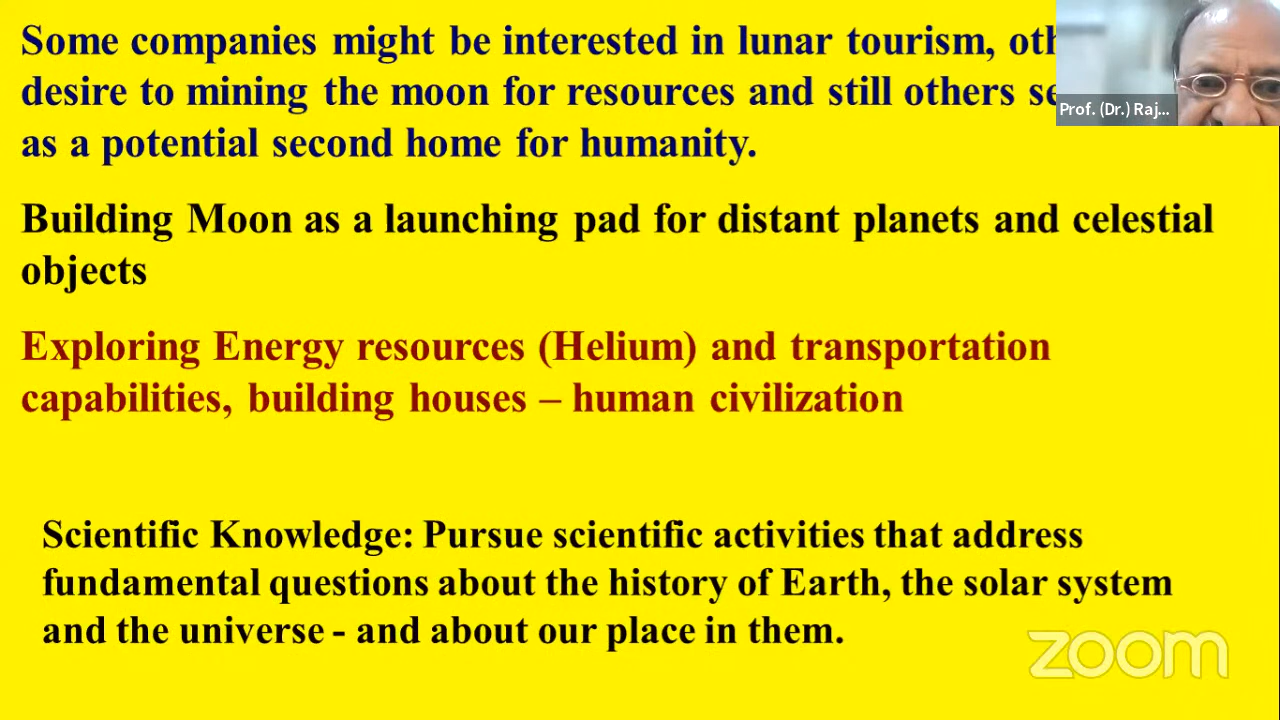 Some companies might be interested in lunar tourism,
desire to mining the moon for resources and still others
as a potential second home for humanity.
Building Moon as a launching pad for distant planets and celestial
objects
Exploring Energy resources (Helium) and transportation
capabilities, building houses – human civilization
Scientific Knowledge: Pursue scientific activities that address
fundamental questions about the history of Earth, the solar system
and the universe - and about our place in them.
Prof. (Dr.) Raj...
zoom